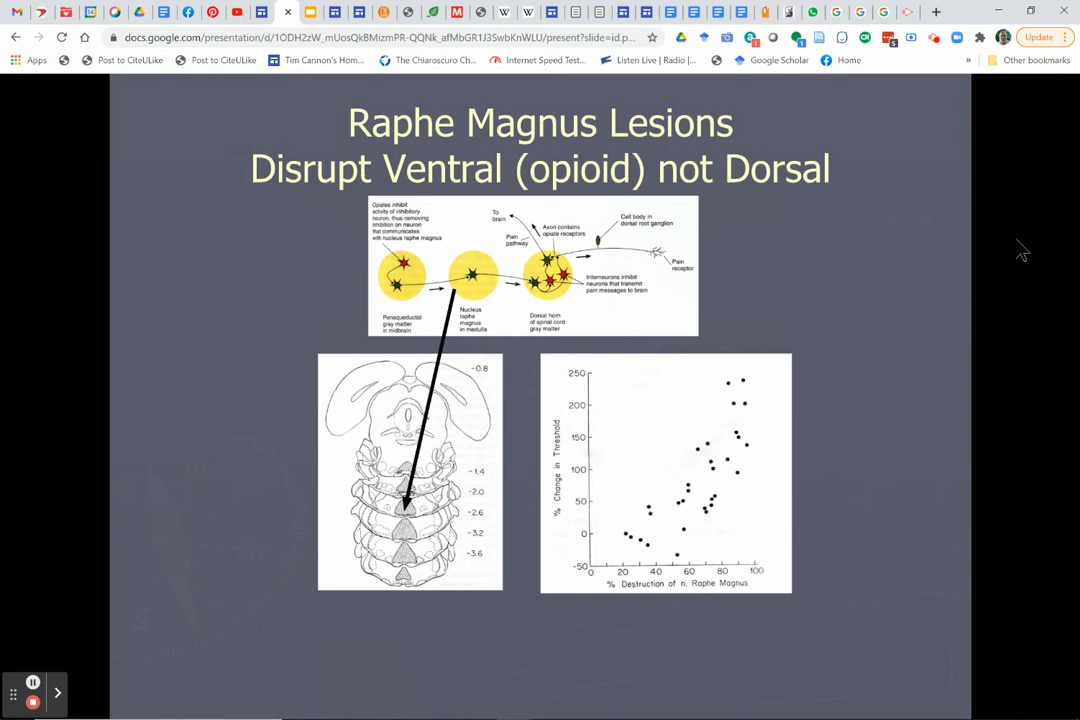 docs.google.com/presentation/d/1ODH2zW_mUosQkBMizmPR-QQNk_afMbGR1J3SwbKnWLU/present?slide=id.p...
Update
Apps
Post to CiteULike
Post to CiteULike
Tim Cannon's Hom...
The Chiaroscuro Ch...
Internet Speed Test...
Listen Live | Radio |...
Google Scholar
Home
»
Other bookmarks
Raphe Magnus Lesions
Disrupt Ventral (opioid) not Dorsal
Opiates inhibit
activity of inhibitory
neuron, thus removing
inhibition on neuron
that communicates
with nucleus raphe magnus
To
brain
Pain
pathway
Axon contains
opiate receptors
Cell body in
dorsal root ganglion
Pain
receptor
Interneurons inhibit
neurons that transmit
pain messages to brain
Periaqueductal
gray matter
in midbrain
Nucleus
raphe
magnus
in medulla
Dorsal horn
of spinal cord
gray matter
-0.8
-1.4
-2.0
-2.6
-3.2
-3.6
% Change in Threshold
250
200
150
100
50
0
-50
0 20 40 60 80 100
% Destruction of n. Raphe Magnus